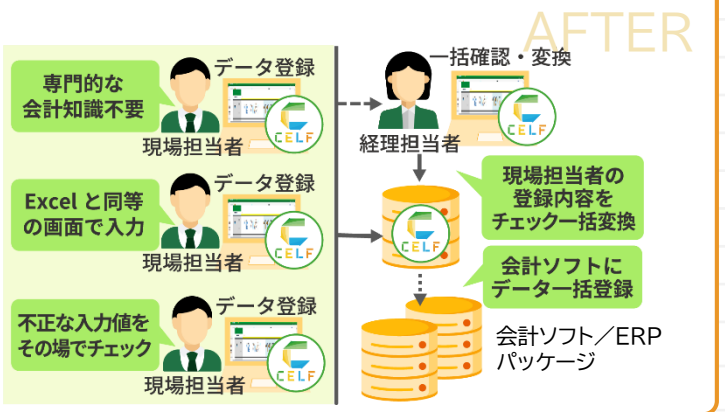 AFTER
専門的な
会計知識不要
データ登録
CELF
現場担当者
一括確認・変換
CELF
経理担当者
Excel と同等
の画面で入力
データ登録
CELF
現場担当者
CELF
現場担当者の
登録内容を
チェック一括変換
不正な入力値を
その場でチェック
データ登録
CELF
現場担当者
会計ソフトに
データ一括登録
会計ソフト／ERP
パッケージ